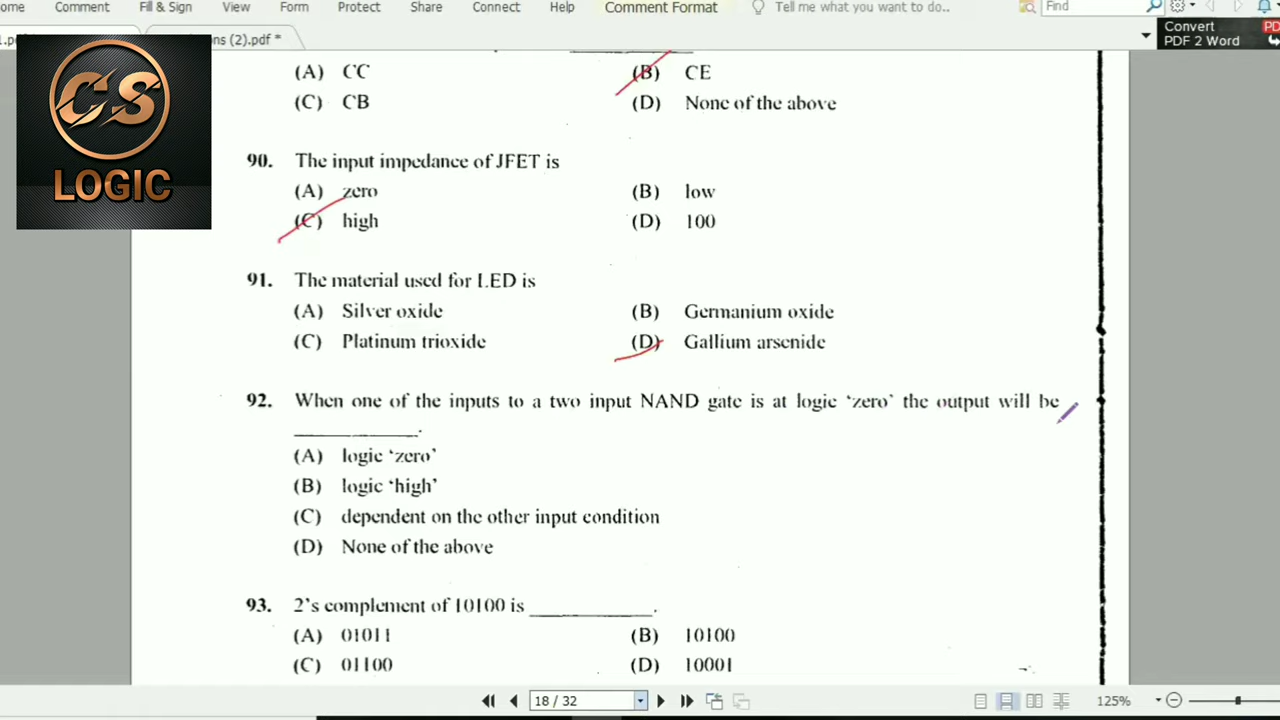 Comment
Fill & Sign
View
Form
Protect
Share
Connect
Help
Comment Format
Tell me what you want to do..
Find
Convert
PDF 2 Word
ons (2).pdf *
CS
LOGIC
(A) CC (B) CE
(C) CB (D) None of the above
90. The input impedance of JFET is
(A) zero (B) low
(C) high (D) 100
91. The material used for LED is
(A) Silver oxide (B) Germanium oxide
(C) Platinum trioxide (D) Gallium arsenide
92. When one of the inputs to a two input NAND gate is at logic ‘zero’ the output will be
____________.
(A) logic ‘zero’
(B) logic ‘high’
(C) dependent on the other input condition
(D) None of the above
93. 2’s complement of 10100 is ____________.
(A) 01011 (B) 10100
(C) 01100 (D) 10001
18 / 32
125%